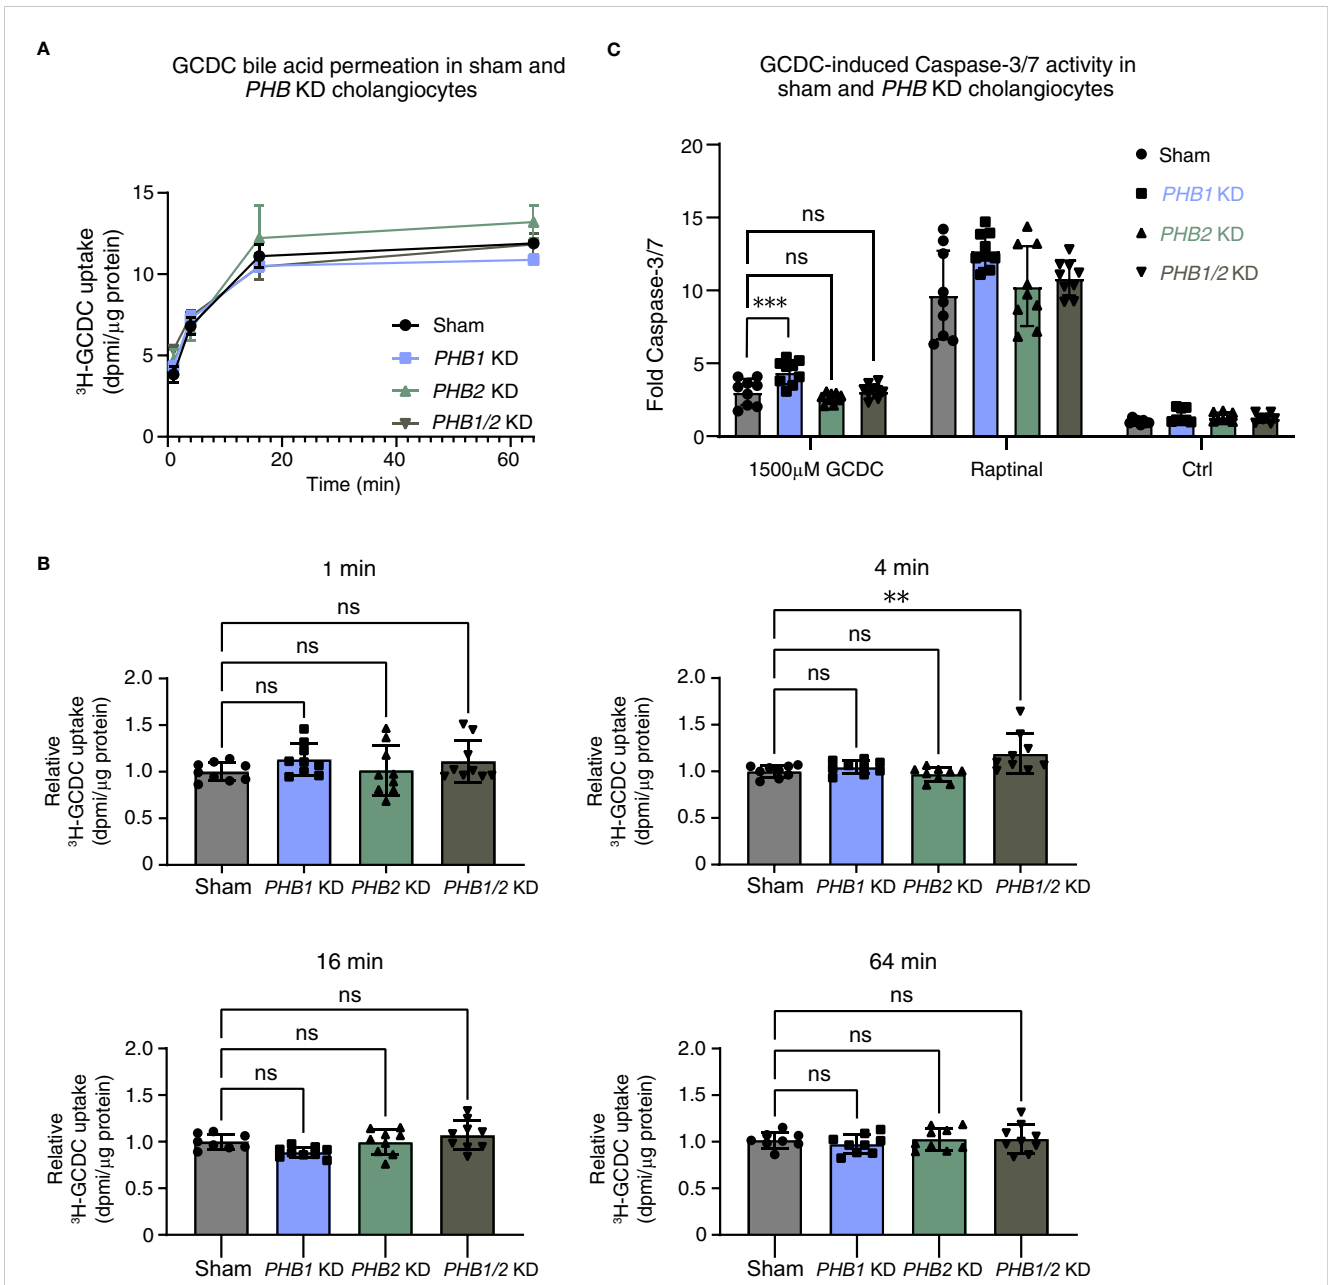 A
GCDC bile acid permeation in sham and
PHB KD cholangiocytes
15
10
5
0
³H-GCDC uptake
(dpmi/μg protein)
Sham
PHB1 KD
PHB2 KD
PHB1/2 KD
0 20 40 60
Time (min)
C
GCDC-induced Caspase-3/7 activity in
sham and PHB KD cholangiocytes
20
15
10
5
0
Fold Caspase-3/7
ns
ns
***
Sham
PHB1 KD
PHB2 KD
PHB1/2 KD
1500μM GCDC Raptinal Ctrl
B
1 min
ns
ns
ns
2.0
1.5
1.0
0.5
0
Relative
³H-GCDC uptake
(dpmi/μg protein)
Sham PHB1 KD PHB2 KD PHB1/2 KD
4 min
**
ns
ns
2.0
1.5
1.0
0.5
0
Relative
³H-GCDC uptake
(dpmi/μg protein)
Sham PHB1 KD PHB2 KD PHB1/2 KD
16 min
ns
ns
ns
2.0
1.5
1.0
0.5
0
Relative
³H-GCDC uptake
(dpmi/μg protein)
Sham PHB1 KD PHB2 KD PHB1/2 KD
64 min
ns
ns
ns
2.0
1.5
1.0
0.5
0
Relative
³H-GCDC uptake
(dpmi/μg protein)
Sham PHB1 KD PHB2 KD PHB1/2 KD